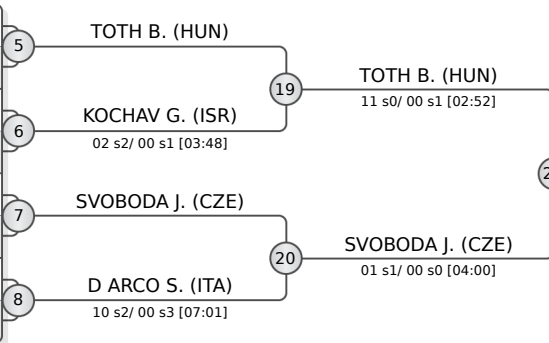 TOTH B. (HUN)
5
19
TOTH B. (HUN)
11 s0/ 00 s1 [02:52]
KOCHAV G. (ISR)
6
02 s2/ 00 s1 [03:48]
SVOBODA J. (CZE)
7
20
SVOBODA J. (CZE)
01 s1/ 00 s0 [04:00]
D ARCO S. (ITA)
8
10 s2/ 00 s3 [07:01]